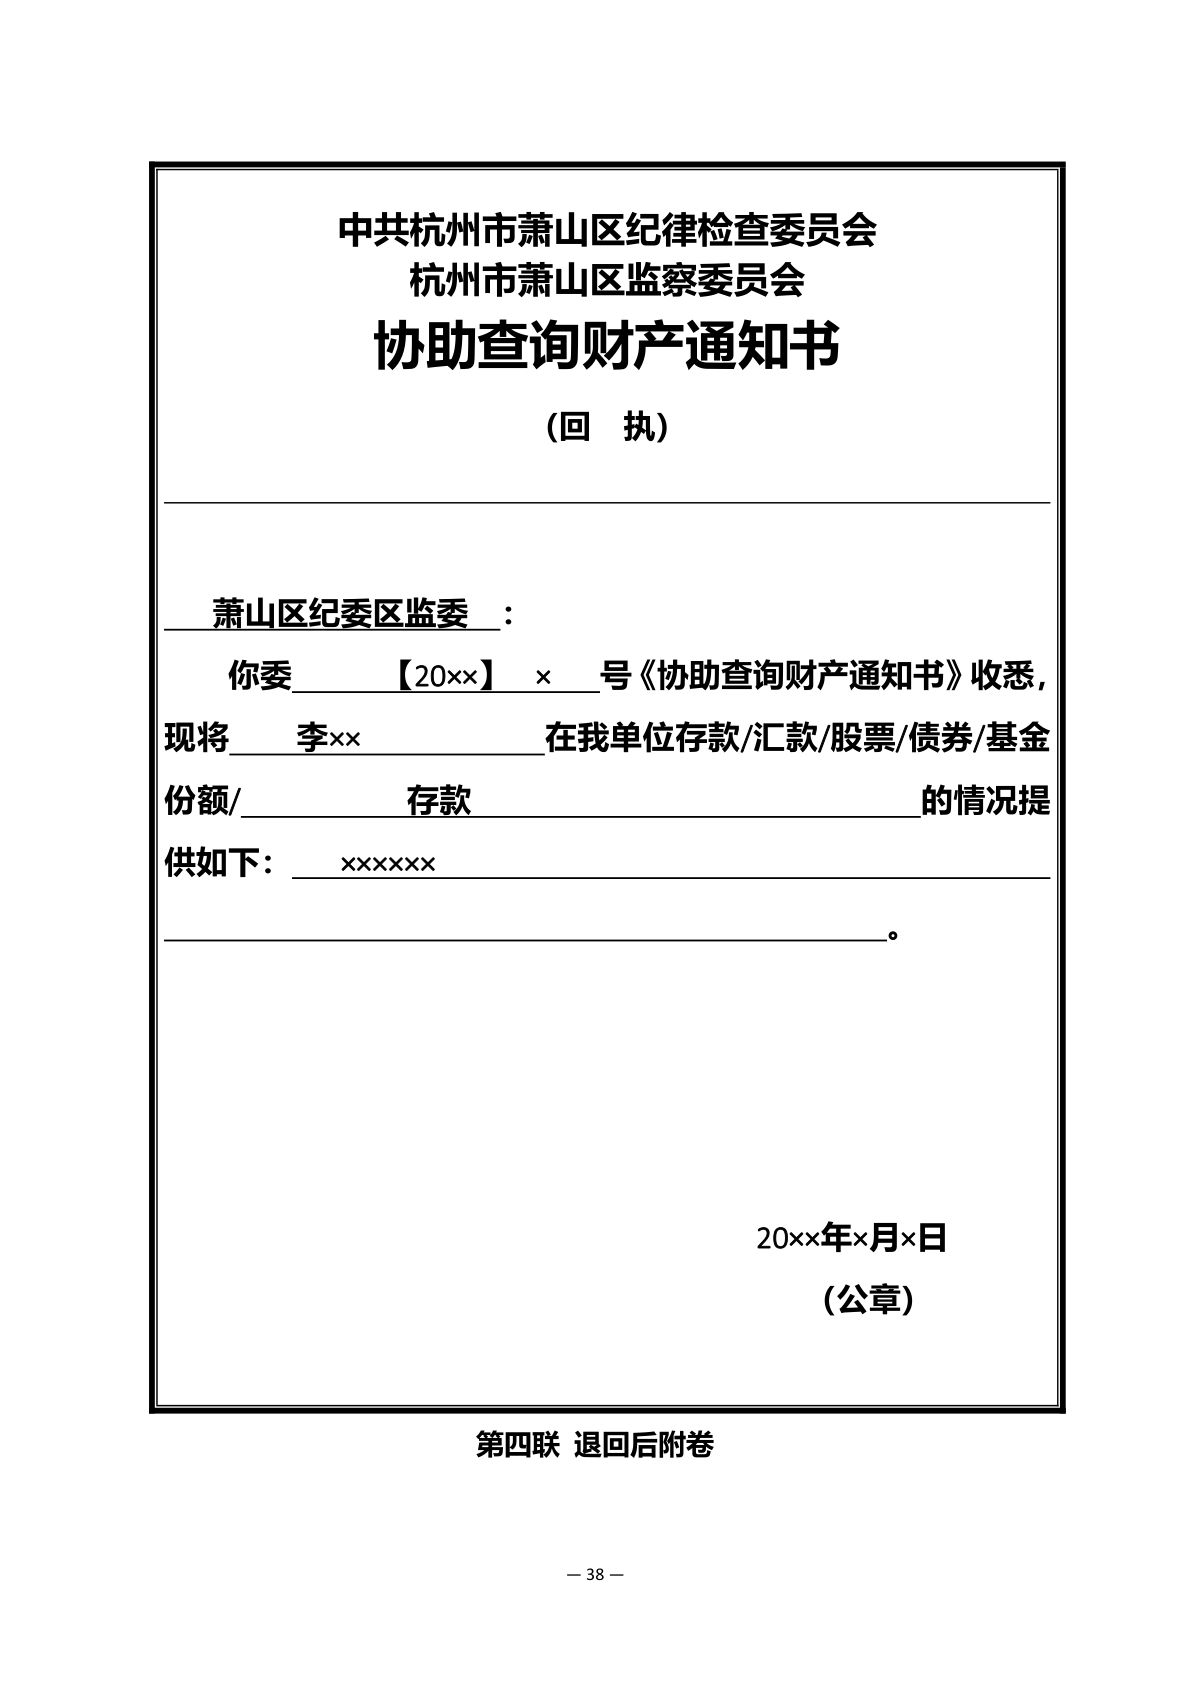 中共杭州市萧山区纪律检查委员会
杭州市萧山区监察委员会
协助查询财产通知书
（回　执）
萧山区纪委区监委：
你委【20××】 × 号《协助查询财产通知书》收悉，
现将 李×× 在我单位存款/汇款/股票/债券/基金
份额/ 存款 的情况提
供如下： ××××××
。
20××年×月×日
（公章）
第四联 退回后附卷
— 38 —